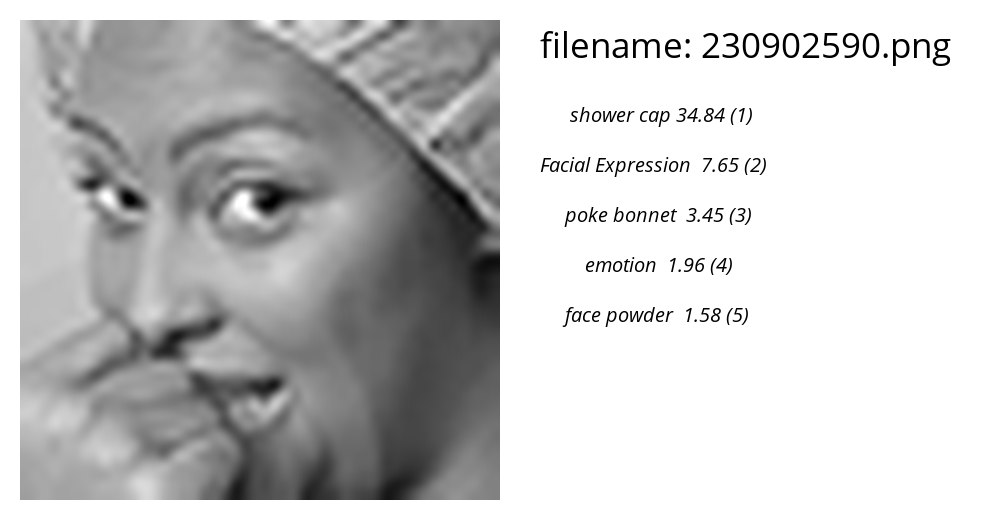 filename: 230902590.png
shower cap 34.84 (1)
Facial Expression 7.65 (2)
poke bonnet 3.45 (3)
emotion 1.96 (4)
face powder 1.58 (5)